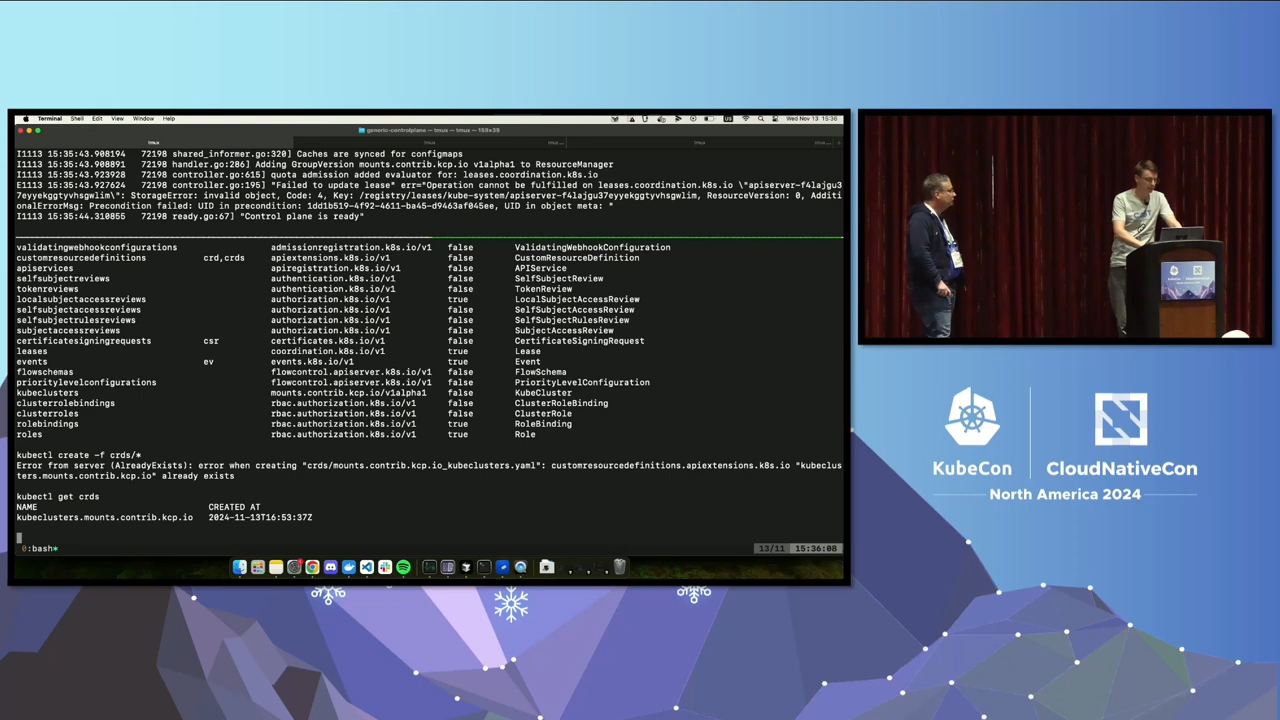 Terminal Shell Edit View Window Help
Wed Nov 13 15:36
generic-controlplane — tmux — tmux — 159×39
tmux
tmux
tmux...
tmux
tmux...
I1113 15:35:43.908194 72198 shared_informer.go:320] Caches are synced for configmaps
I1113 15:35:43.908891 72198 handler.go:286] Adding GroupVersion mounts.contrib.kcp.io v1alpha1 to ResourceManager
I1113 15:35:43.923928 72198 controller.go:615] quota admission added evaluator for: leases.coordination.k8s.io
E1113 15:35:43.927624 72198 controller.go:195] "Failed to update lease" err="Operation cannot be fulfilled on leases.coordination.k8s.io \"apiserver-f4lajgu3
7eyyekggtyvhsgwlim\": StorageError: invalid object, Code: 4, Key: /registry/leases/kube-system/apiserver-f4lajgu37eyyekggtyvhsgwlim, ResourceVersion: 0, Additi
onalErrorMsg: Precondition failed: UID in precondition: 1dd1b519-4f92-4611-ba45-d9463af045ee, UID in object meta: "
I1113 15:35:44.310855 72198 ready.go:67] "Control plane is ready"
validatingwebhookconfigurations admissionregistration.k8s.io/v1 false ValidatingWebhookConfiguration
customresourcedefinitions crd,crds apiextensions.k8s.io/v1 false CustomResourceDefinition
apiservices apiregistration.k8s.io/v1 false APIService
selfsubjectreviews authentication.k8s.io/v1 false SelfSubjectReview
tokenreviews authentication.k8s.io/v1 false TokenReview
localsubjectaccessreviews authorization.k8s.io/v1 true LocalSubjectAccessReview
selfsubjectaccessreviews authorization.k8s.io/v1 false SelfSubjectAccessReview
selfsubjectrulesreviews authorization.k8s.io/v1 false SelfSubjectRulesReview
subjectaccessreviews authorization.k8s.io/v1 false SubjectAccessReview
certificatesigningrequests csr certificates.k8s.io/v1 false CertificateSigningRequest
leases coordination.k8s.io/v1 true Lease
events ev events.k8s.io/v1 true Event
flowschemas flowcontrol.apiserver.k8s.io/v1 false FlowSchema
prioritylevelconfigurations flowcontrol.apiserver.k8s.io/v1 false PriorityLevelConfiguration
kubeclusters mounts.contrib.kcp.io/v1alpha1 false KubeCluster
clusterrolebindings rbac.authorization.k8s.io/v1 false ClusterRoleBinding
clusterroles rbac.authorization.k8s.io/v1 false ClusterRole
rolebindings rbac.authorization.k8s.io/v1 true RoleBinding
roles rbac.authorization.k8s.io/v1 true Role
kubectl create -f crds/*
Error from server (AlreadyExists): error when creating "crds/mounts.contrib.kcp.io_kubeclusters.yaml": customresourcedefinitions.apiextensions.k8s.io "kubeclus
ters.mounts.contrib.kcp.io" already exists
kubectl get crds
NAME CREATED AT
kubeclusters.mounts.contrib.kcp.io 2024-11-13T16:53:37Z
0:bash*
13/11 15:36:08
KubeCon
CloudNativeCon
North America 2024